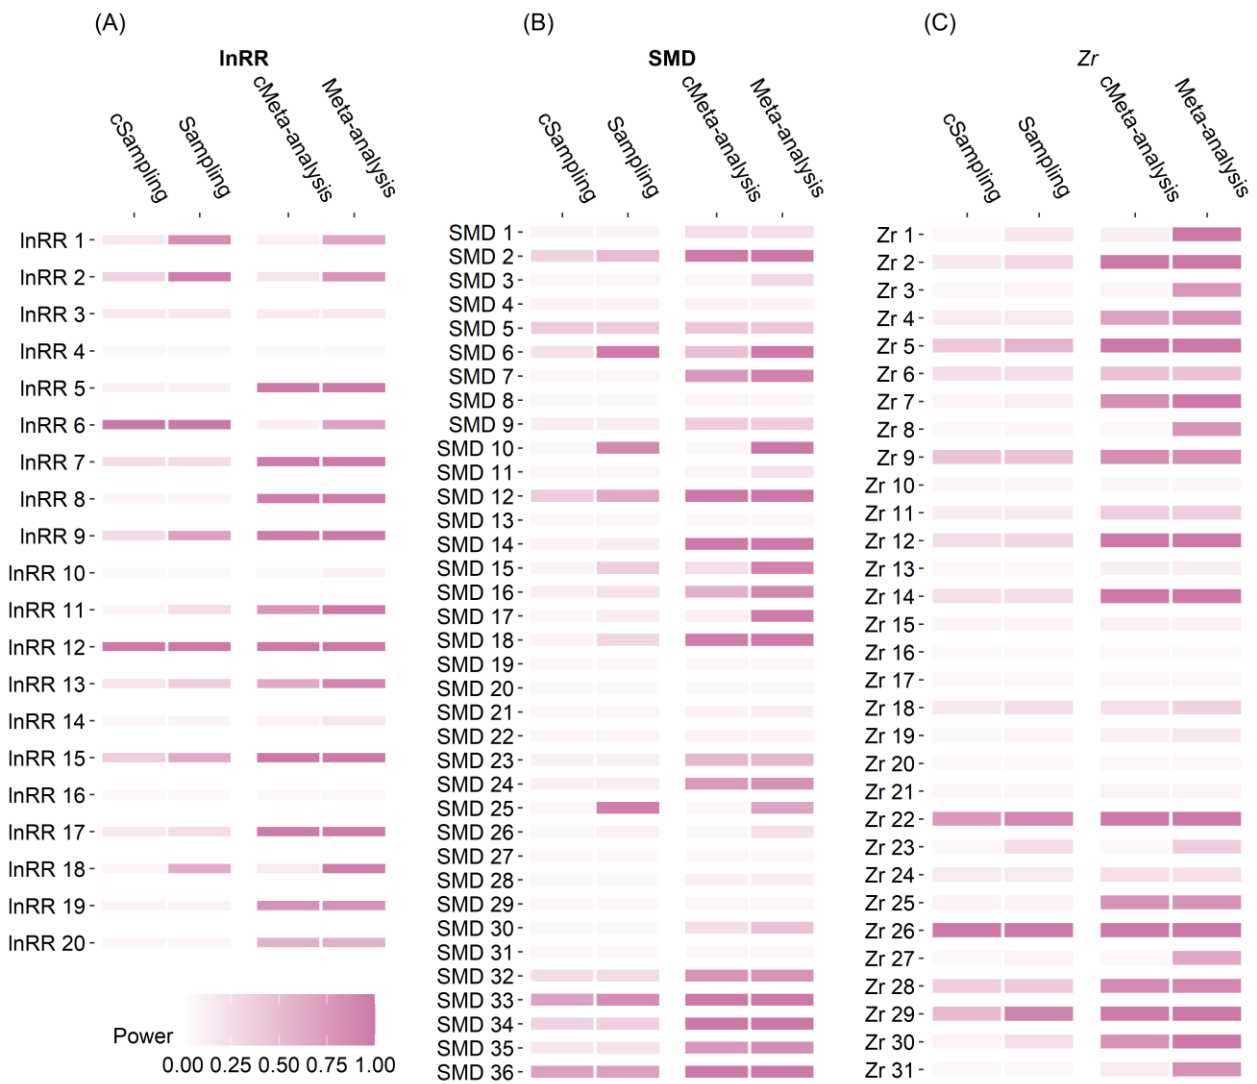 (A)
lnRR
cSampling
Sampling
cMeta-analysis
Meta-analysis
lnRR 1
lnRR 2
lnRR 3
lnRR 4
lnRR 5
lnRR 6
lnRR 7
lnRR 8
lnRR 9
lnRR 10
lnRR 11
lnRR 12
lnRR 13
lnRR 14
lnRR 15
lnRR 16
lnRR 17
lnRR 18
lnRR 19
lnRR 20
Power
0.00 0.25 0.50 0.75 1.00
(B)
SMD
cSampling
Sampling
cMeta-analysis
Meta-analysis
SMD 1
SMD 2
SMD 3
SMD 4
SMD 5
SMD 6
SMD 7
SMD 8
SMD 9
SMD 10
SMD 11
SMD 12
SMD 13
SMD 14
SMD 15
SMD 16
SMD 17
SMD 18
SMD 19
SMD 20
SMD 21
SMD 22
SMD 23
SMD 24
SMD 25
SMD 26
SMD 27
SMD 28
SMD 29
SMD 30
SMD 31
SMD 32
SMD 33
SMD 34
SMD 35
SMD 36
(C)
Zr
cSampling
Sampling
cMeta-analysis
Meta-analysis
Zr 1
Zr 2
Zr 3
Zr 4
Zr 5
Zr 6
Zr 7
Zr 8
Zr 9
Zr 10
Zr 11
Zr 12
Zr 13
Zr 14
Zr 15
Zr 16
Zr 17
Zr 18
Zr 19
Zr 20
Zr 21
Zr 22
Zr 23
Zr 24
Zr 25
Zr 26
Zr 27
Zr 28
Zr 29
Zr 30
Zr 31